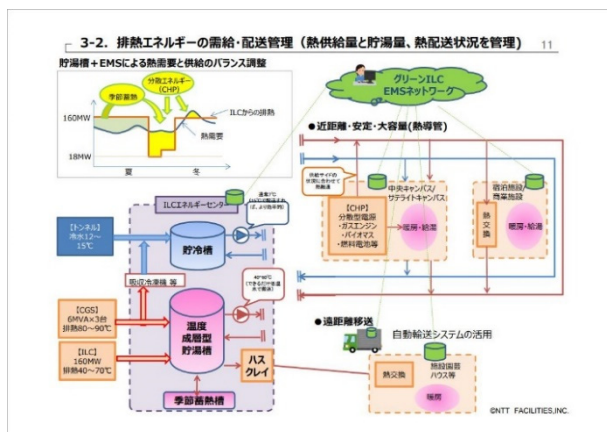 3-2．排熱エネルギーの需給・配送管理（熱供給量と貯湯量、熱配送状況を管理)
11
貯湯槽＋EMSによる熱需要と供給のバランス調整
分散エネルギー
(CHP)
季節蓄熱
160MW
18MW
ILCからの排熱
熱需要
夏
冬
グリーンILC
EMSネットワーク
●近距離・安定・大容量(熱導管)
【CHP】
分散型電源
・ガスエンジン
・バイオマス
・燃料電池等
中央キャンパス/
サテライトキャンパス
暖房・給湯
宿泊施設/
商業施設
熱
交
換
暖房・給湯
ILCエネルギーセンター
【トンネル】
冷水12～
15℃
貯冷槽
吸収冷凍機 等
【CGS】
6MVA×3台
排熱80～90℃
温度
成層型
貯湯槽
【ILC】
160MW
排熱40～70℃
季節蓄熱槽
ハス
クレイ
●遠距離移送
自動輸送システムの活用
熱交換
施設園芸
ハウス等
暖房
©NTT FACILITIES,INC.